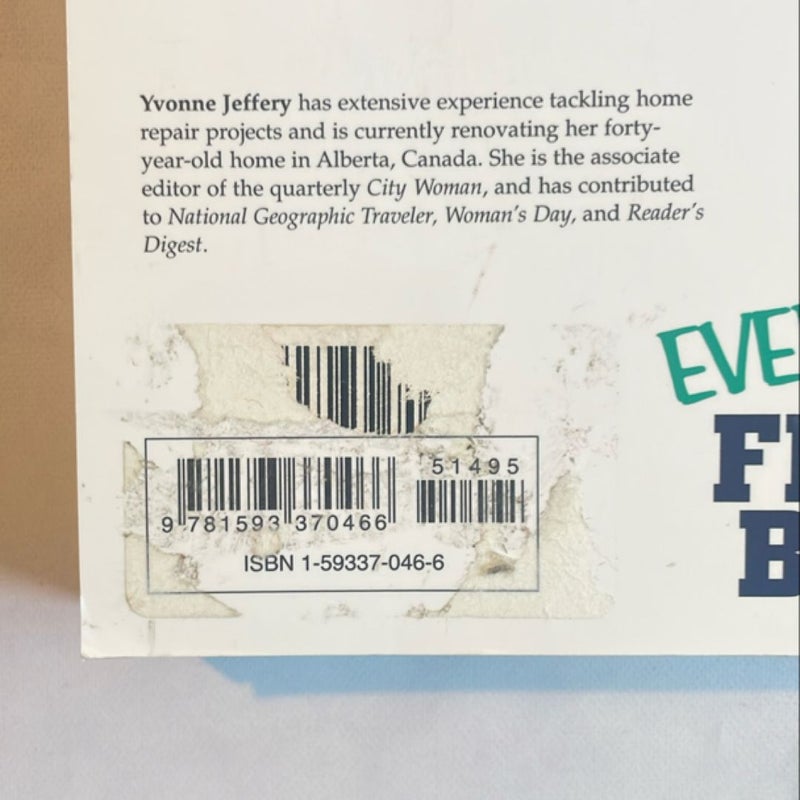 Yvonne Jeffery has extensive experience tackling home
repair projects and is currently renovating her forty-
year-old home in Alberta, Canada. She is the associate
editor of the quarterly City Woman, and has contributed
to National Geographic Traveler, Woman's Day, and Reader's
Digest.
EVE
F
B
51495
9 781593 370466
ISBN 1-59337-046-6